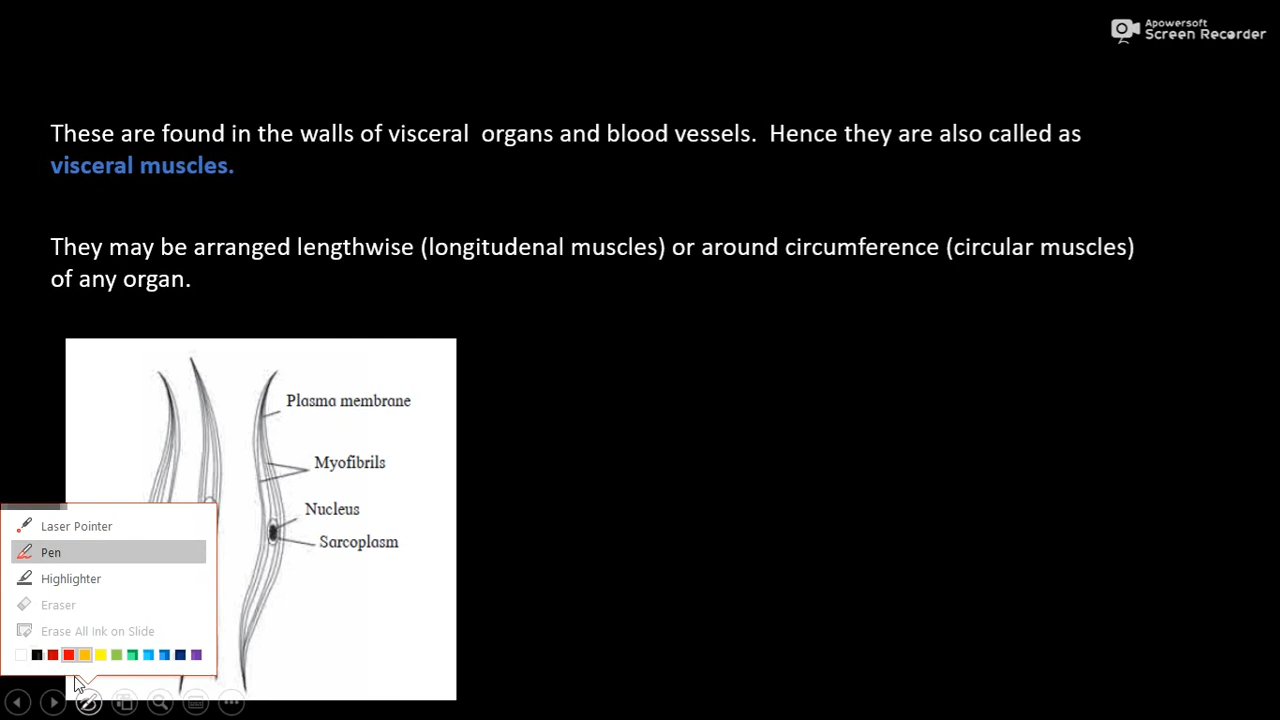 Apowersoft
Screen Recorder
These are found in the walls of visceral  organs and blood vessels.  Hence they are also called as
visceral muscles.
They may be arranged lengthwise (longitudenal muscles) or around circumference (circular muscles)
of any organ.
Plasma membrane
Myofibrils
Nucleus
Sarcoplasm
Laser Pointer
Pen
Highlighter
Eraser
Erase All Ink on Slide